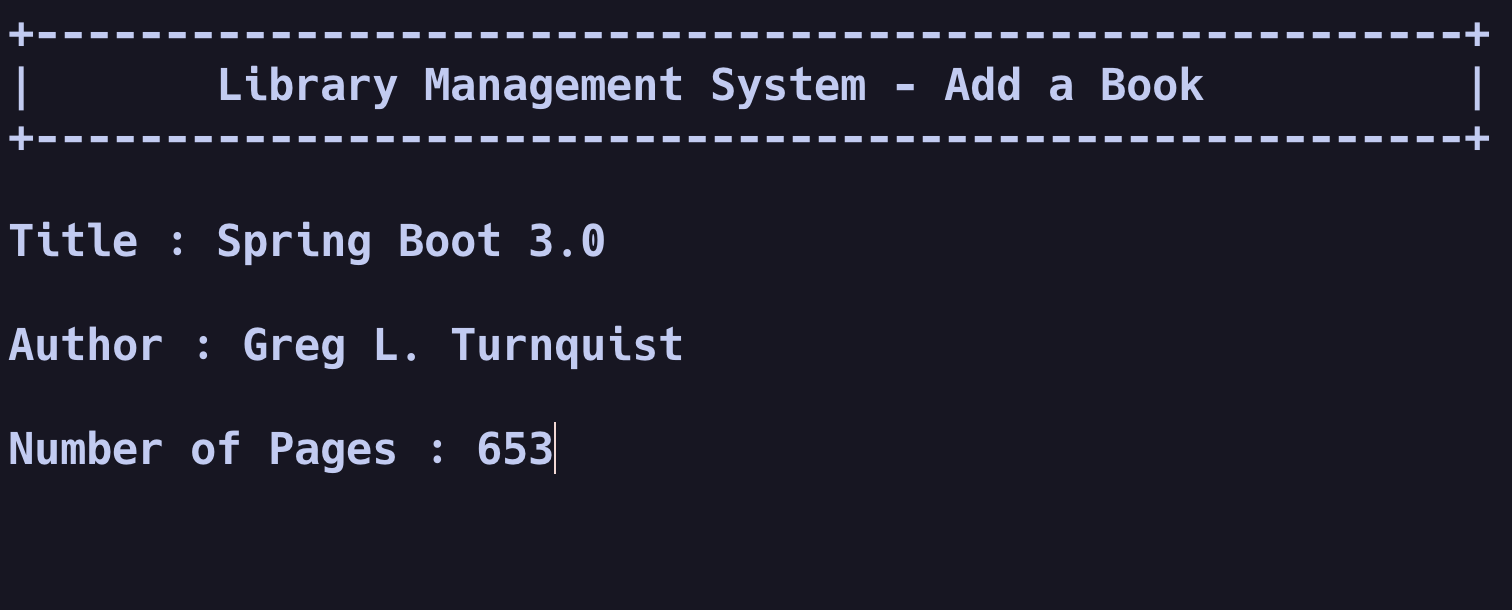 +-------------------------------------------------------+
|       Library Management System - Add a Book          |
+-------------------------------------------------------+
Title : Spring Boot 3.0
Author : Greg L. Turnquist
Number of Pages : 653